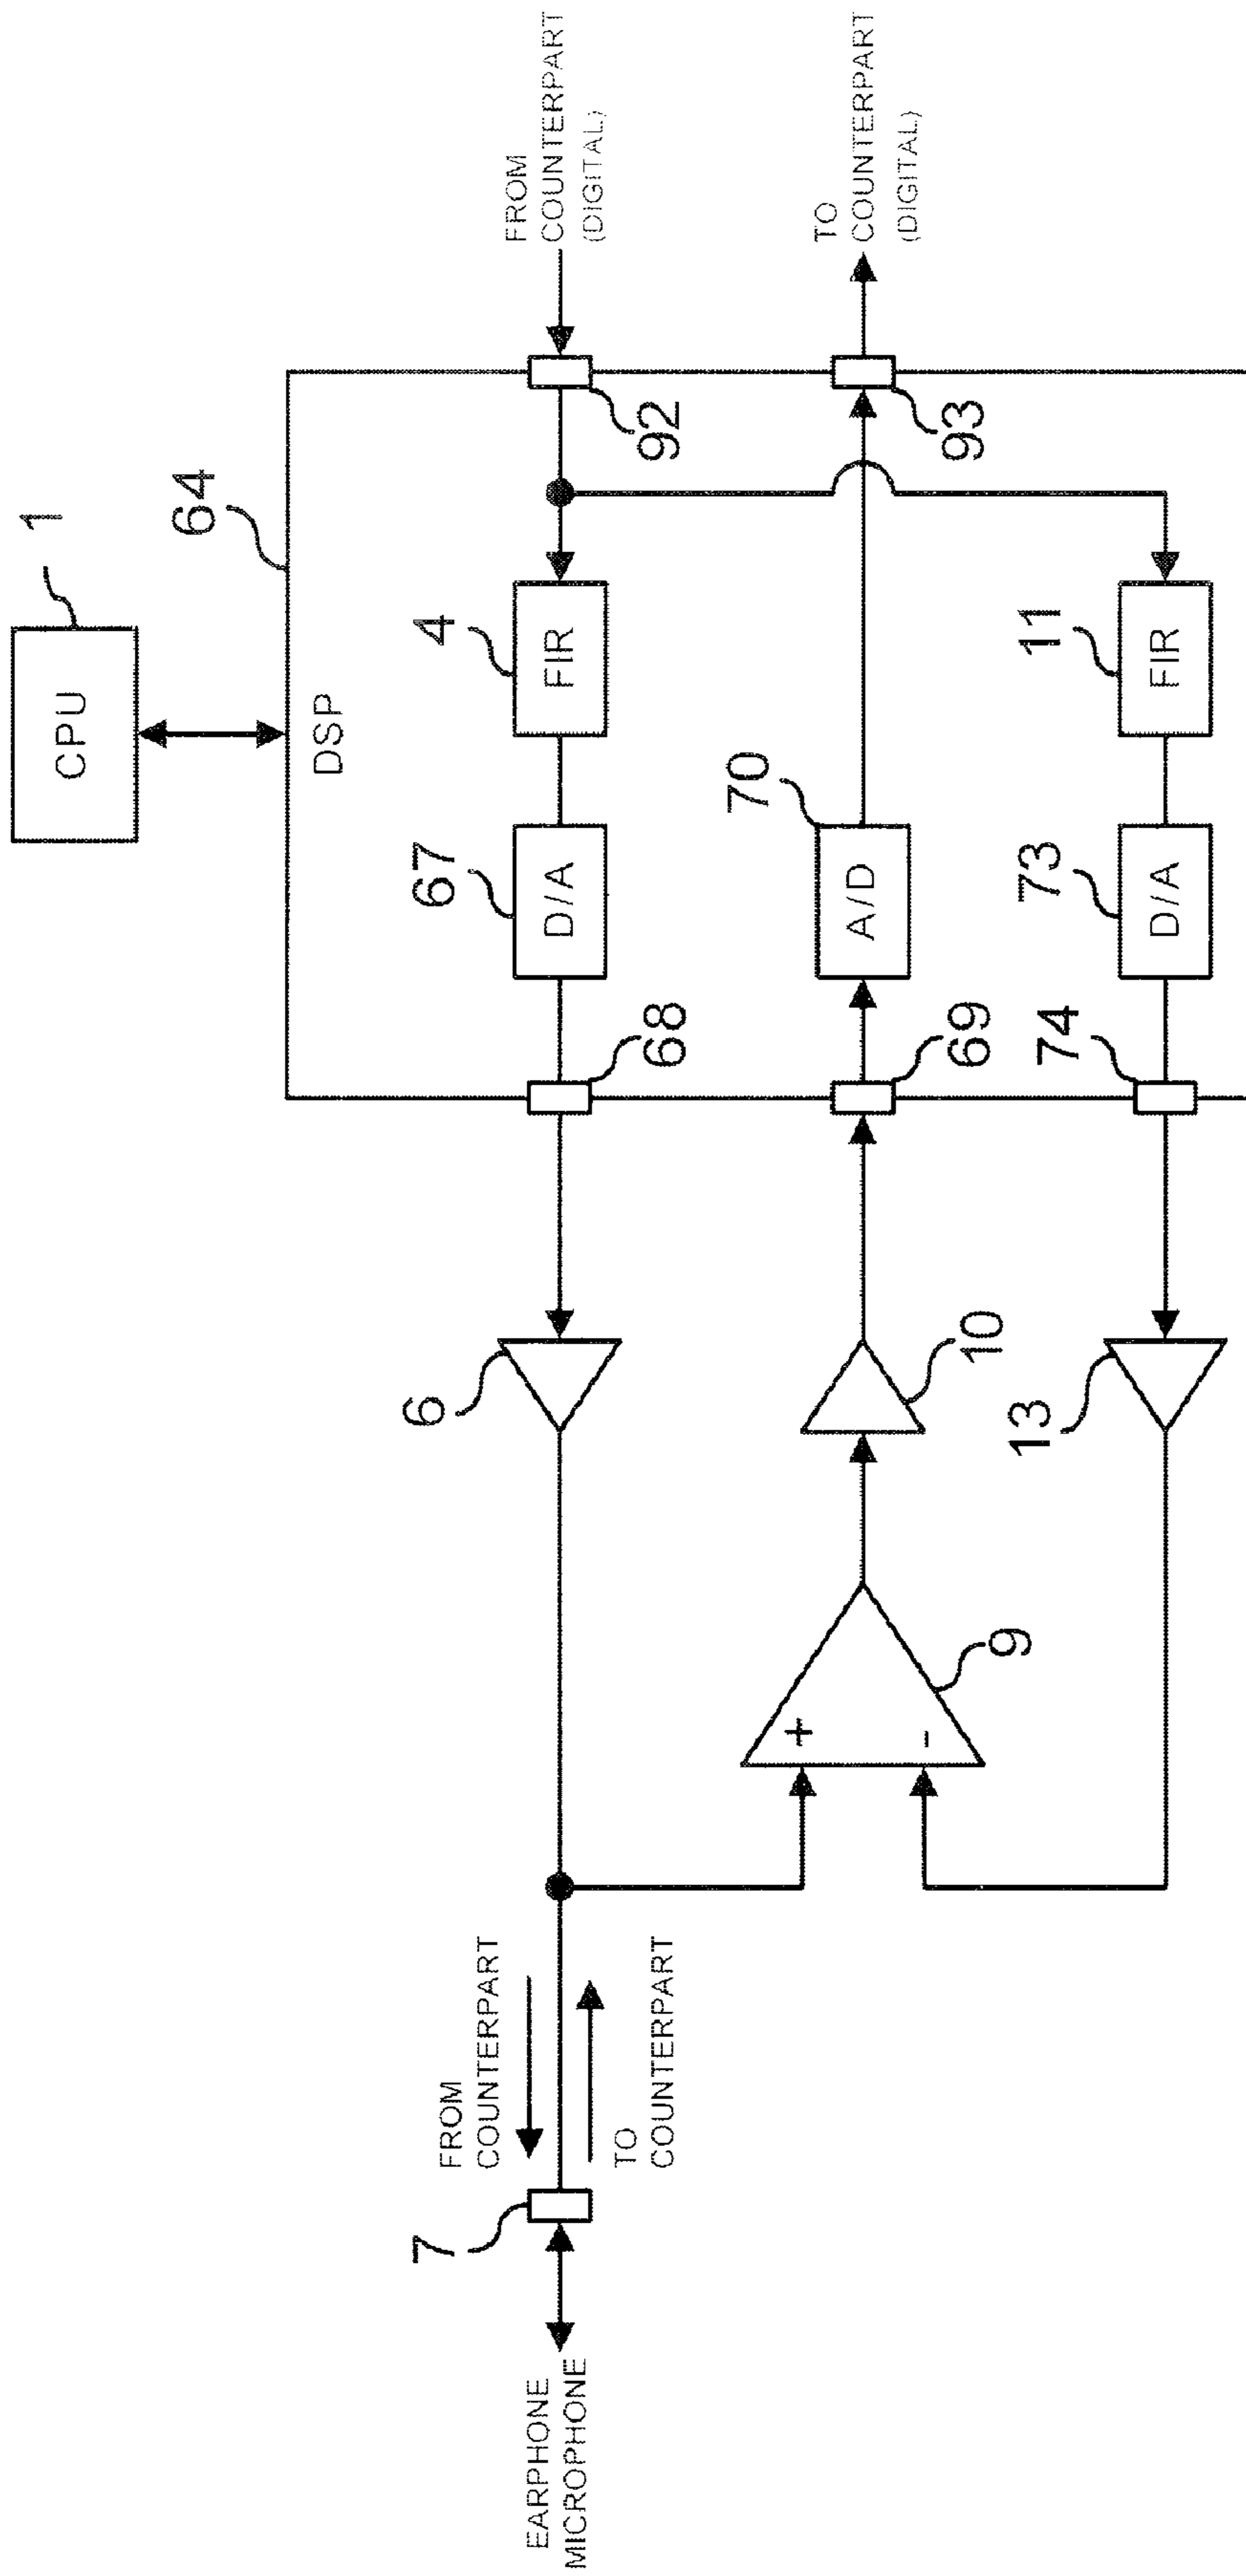 1
CPU
64
DSP
FROM
COUNTERPART
(DIGITAL)
92
4
FIR
67
D/A
68
6
FROM
COUNTERPART
TO
COUNTERPART
7
EARPHONE
MICROPHONE
TO
COUNTERPART
(DIGITAL)
93
70
A/D
69
10
9
+
-
11
FIR
73
D/A
74
13